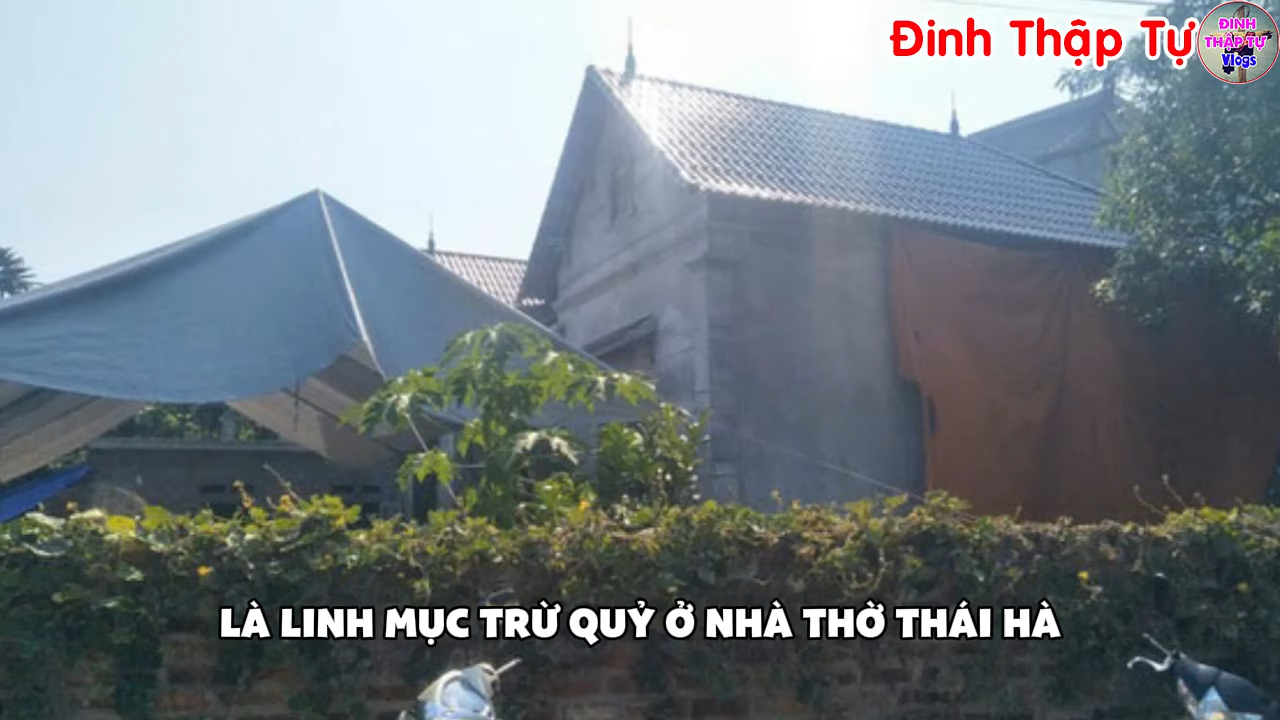 Đinh Thập Tự
ĐINH
THẬP TỰ
Vlogs
LÀ LINH MỤC TRỪ QUỶ Ở NHÀ THỜ THÁI HÀ